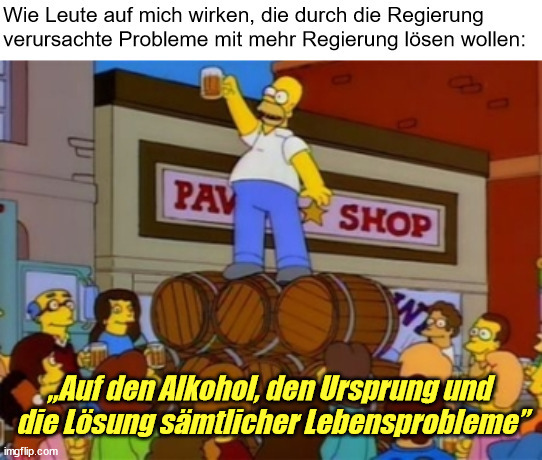 Wie Leute auf mich wirken, die durch die Regierung
verursachte Probleme mit mehr Regierung lösen wollen:
PAW
SHOP
„Auf den Alkohol, den Ursprung und
die Lösung sämtlicher Lebensprobleme”
imgflip.com